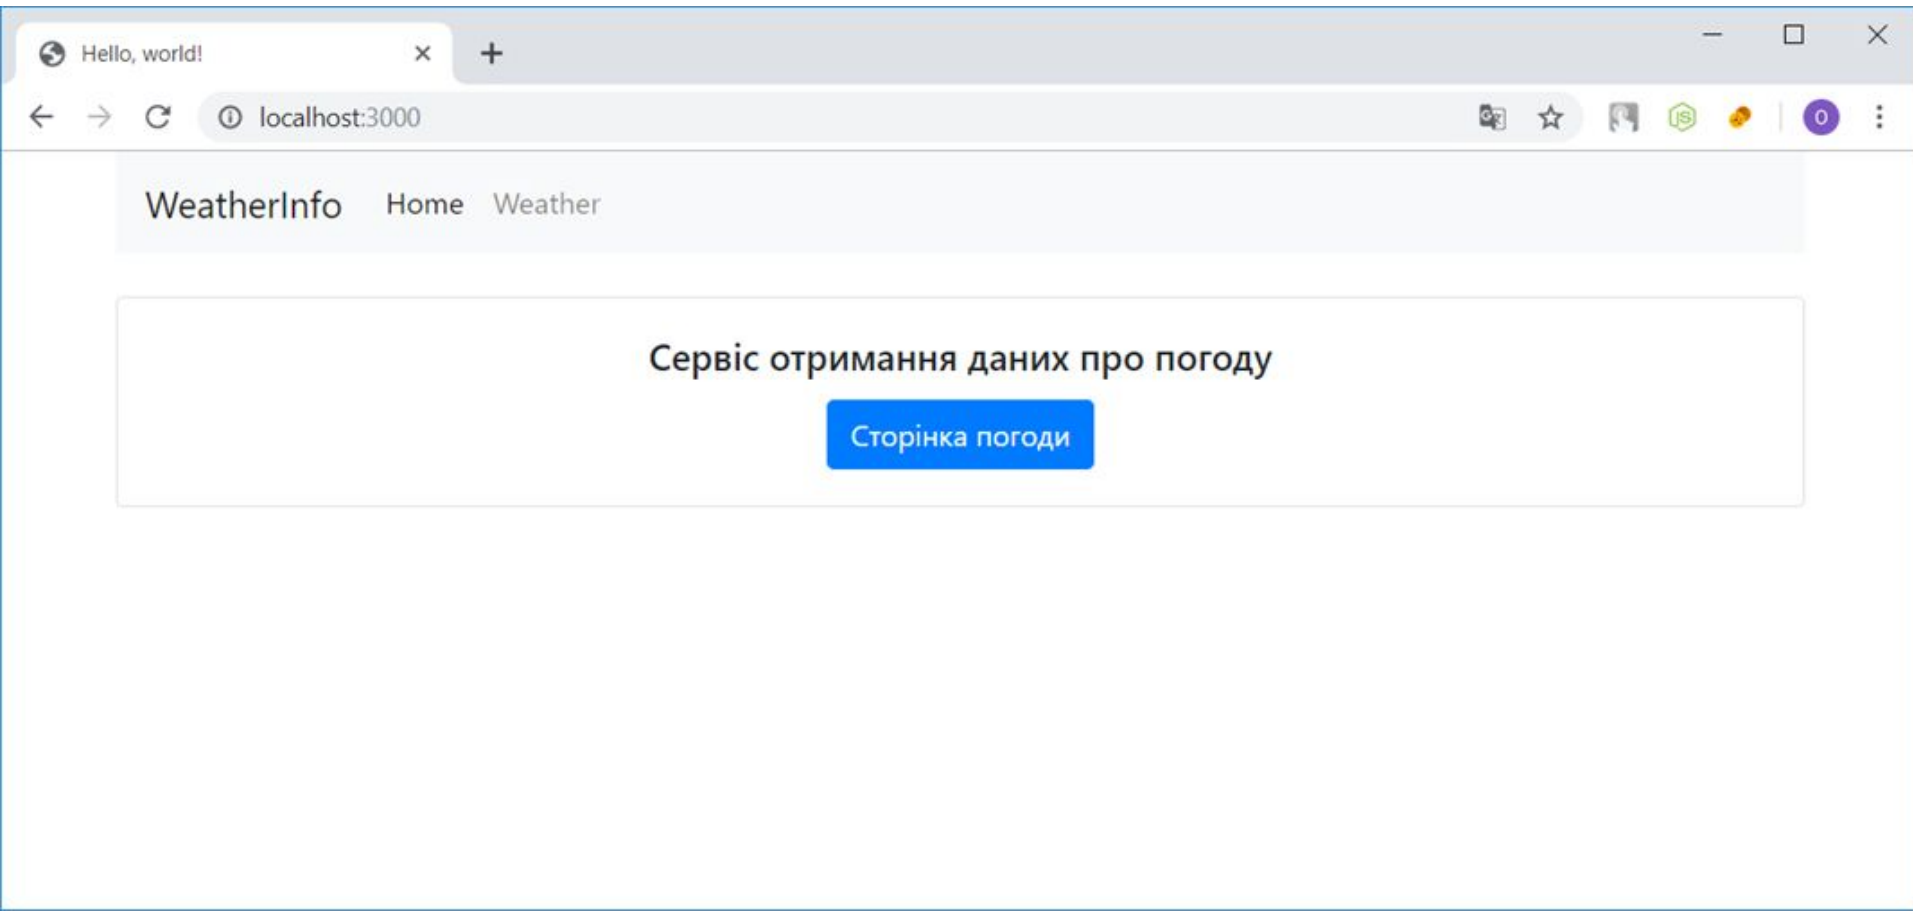 Hello, world!
localhost:3000
WeatherInfo Home Weather
Сервіс отримання даних про погоду
Сторінка погоди